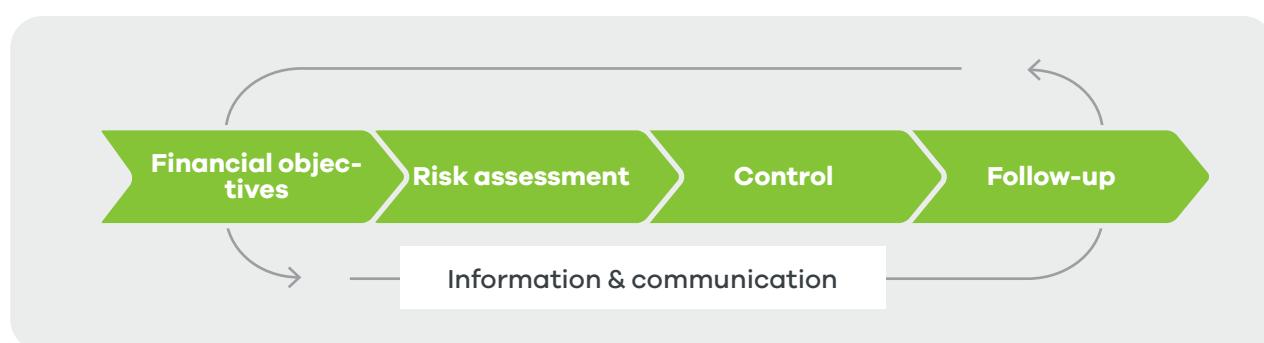 Financial objec-
tives
Risk assessment
Control
Follow-up
Information & communication